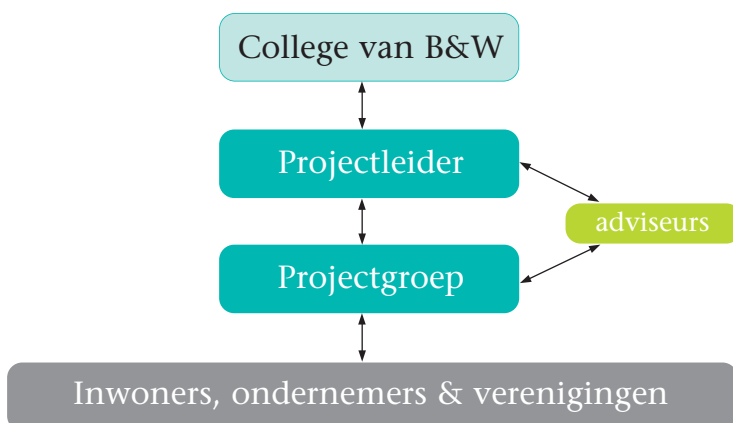 College van B&W
Projectleider
adviseurs
Projectgroep
Inwoners, ondernemers & verenigingen